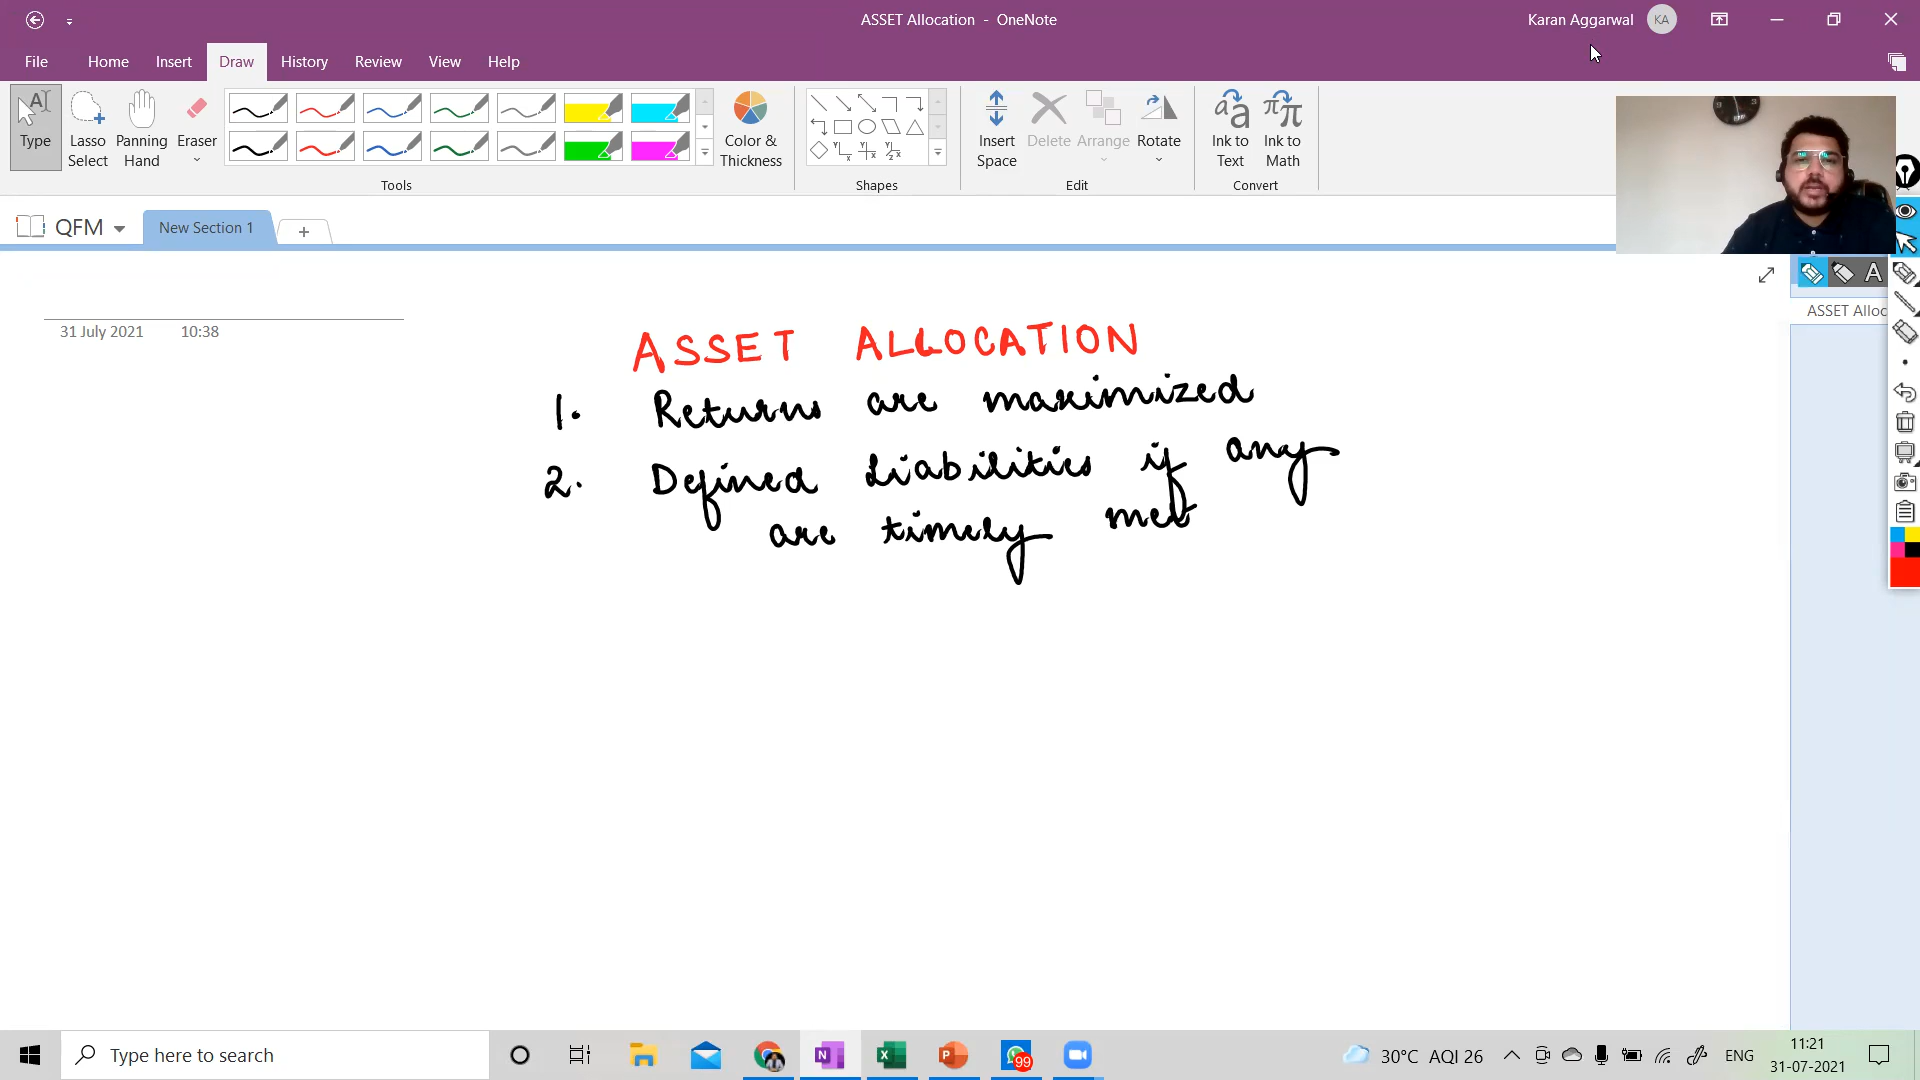 ASSET Allocation - OneNote
Karan Aggarwal KA
File Home Insert Draw History Review View Help
Type
Lasso Select
Panning Hand
Eraser
Color & Thickness
Insert Space
Delete
Arrange
Rotate
Ink to Text
Ink to Math
Tools Shapes Edit Convert
QFM New Section 1 +
ASSET Alloc
31 July 2021 10:38
ASSET ALLOCATION
1. Returns are maximized
2. Defined Liabilities if any
are timely met
Type here to search
99
30°C AQI 26
ENG
11:21
31-07-2021